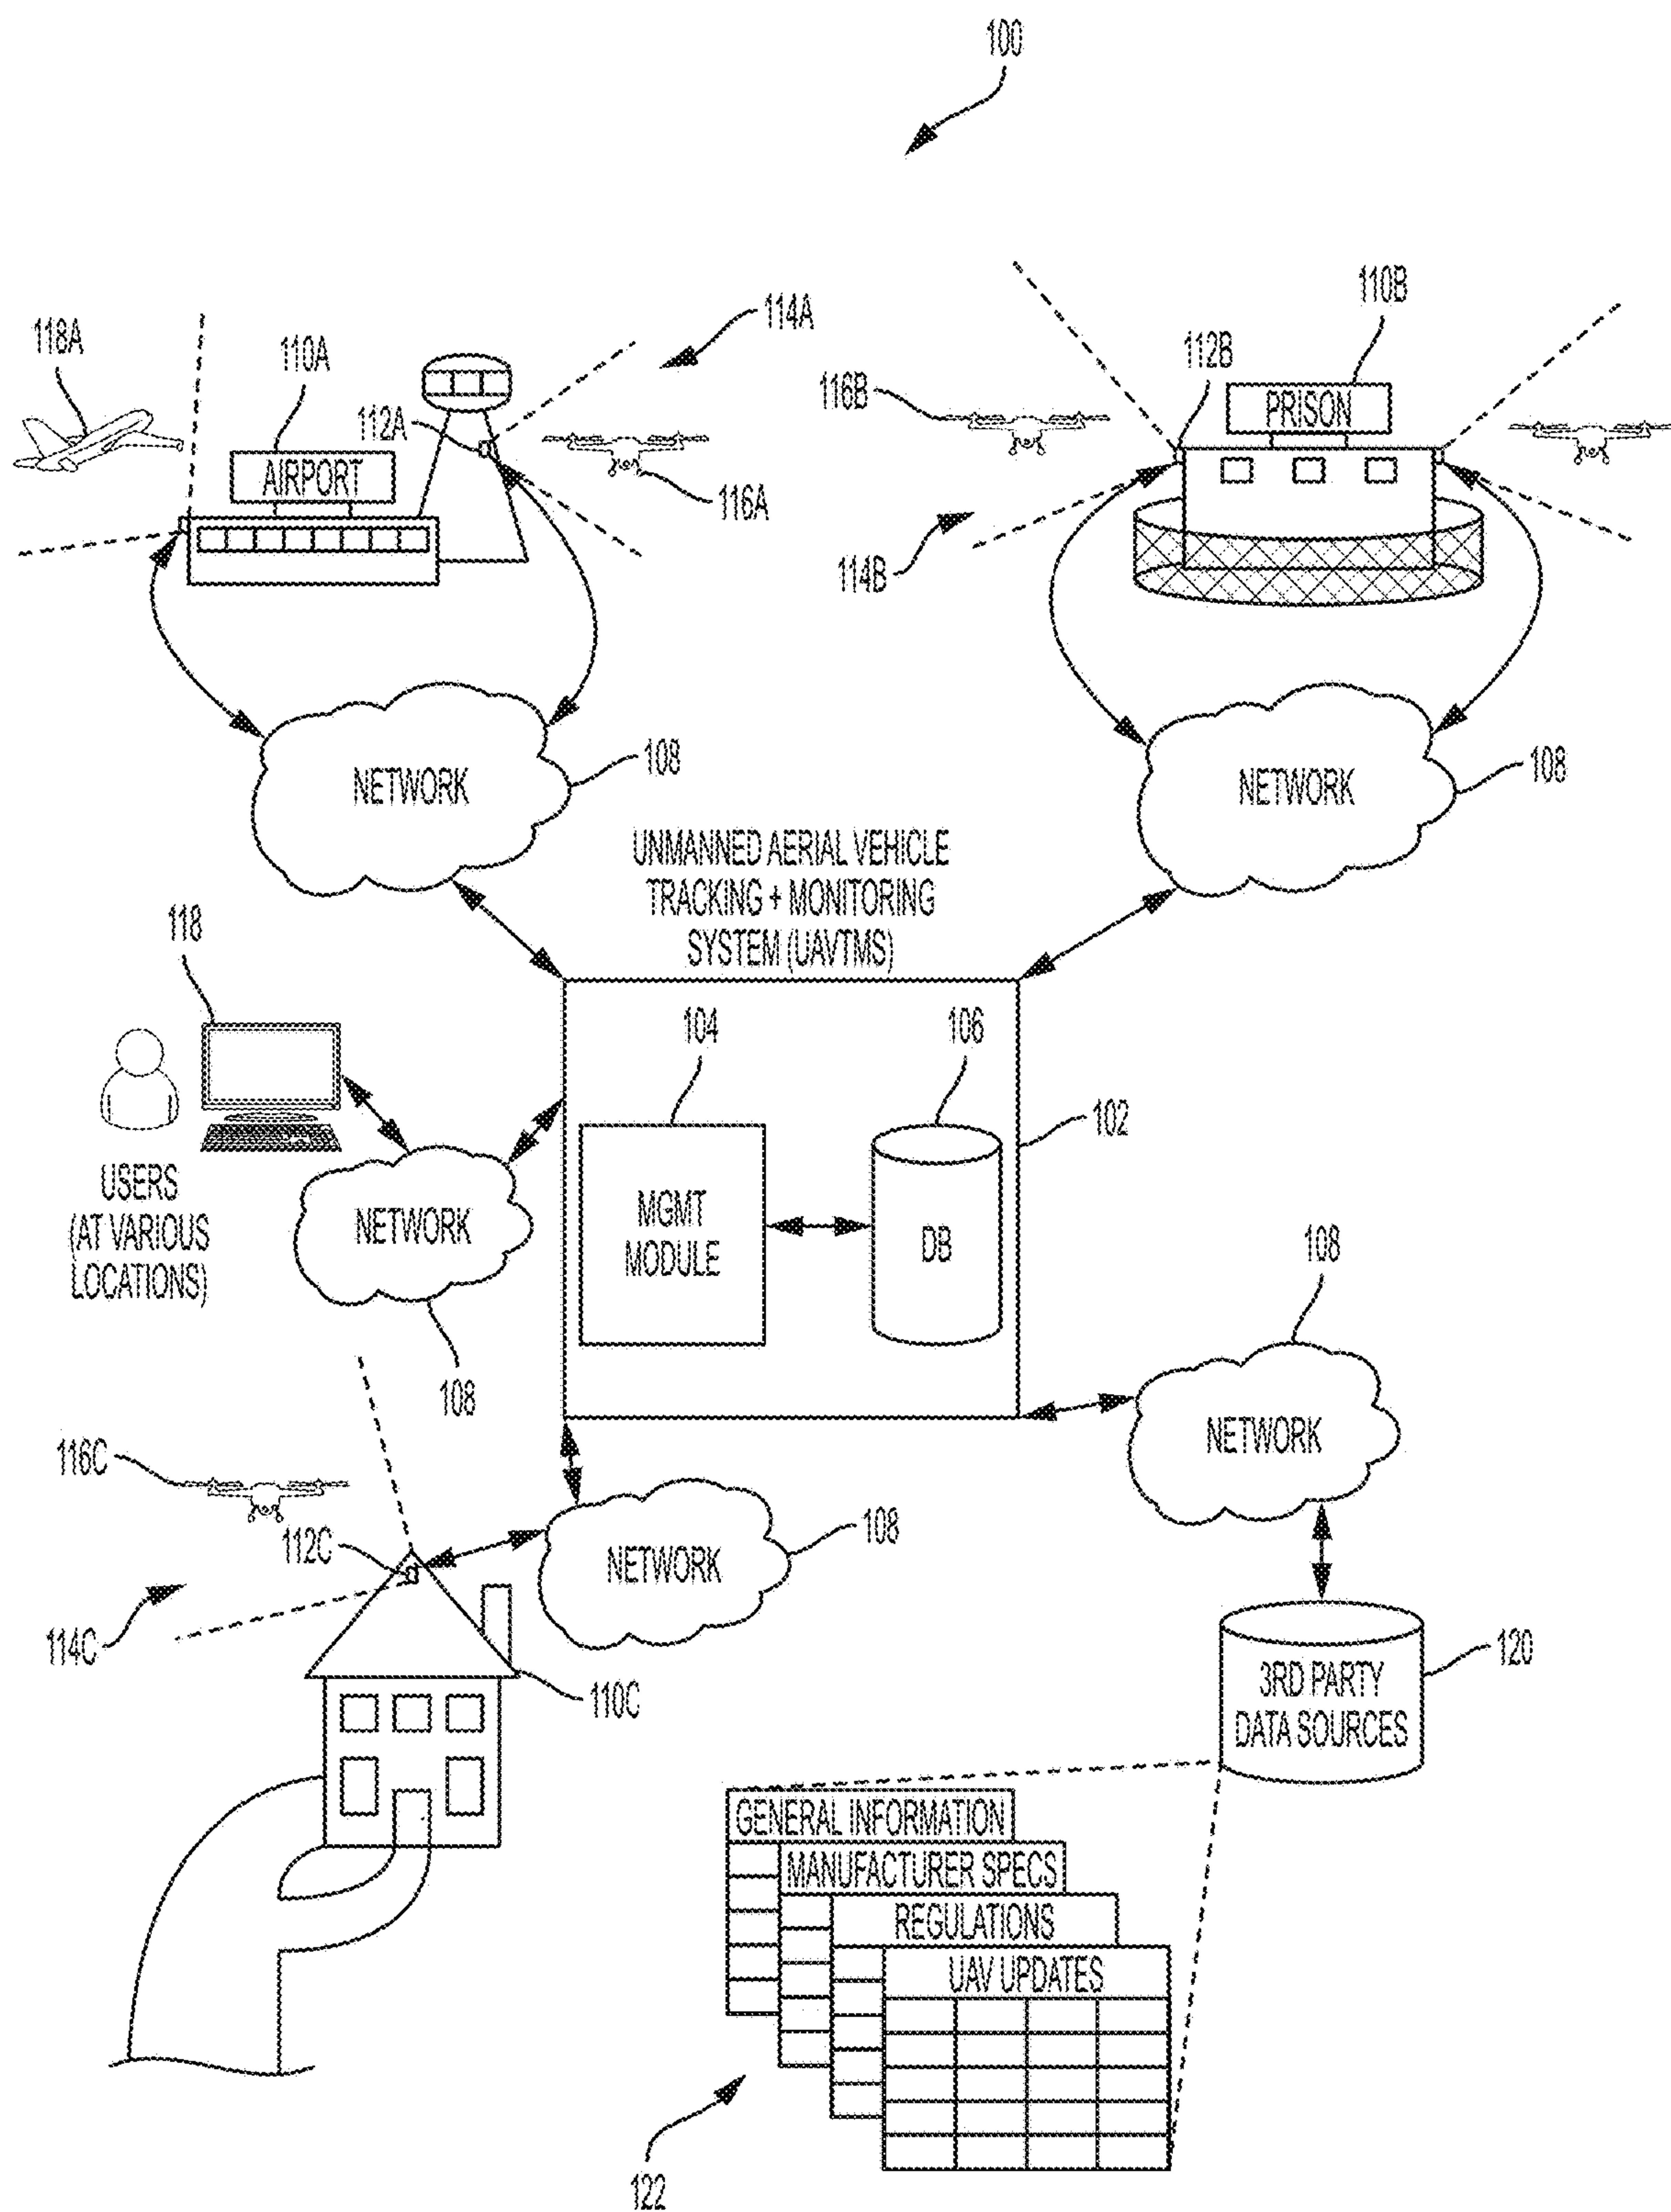 100
118A
110A
114A
112A
AIRPORT
116A
110B
112B
116B
PRISON
114B
NETWORK
108
NETWORK
108
UNMANNED AERIAL VEHICLE
TRACKING + MONITORING
SYSTEM (UAVTMS)
118
USERS
(AT VARIOUS
LOCATIONS)
NETWORK
108
104
106
102
MGMT
MODULE
DB
108
NETWORK
116C
112C
114C
NETWORK
108
110C
3RD PARTY
DATA SOURCES
120
GENERAL INFORMATION
MANUFACTURER SPECS
REGULATIONS
UAV UPDATES
122